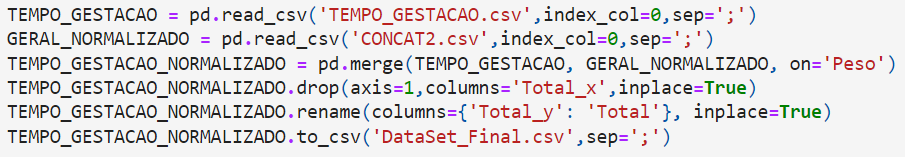 TEMPO_GESTACAO = pd.read_csv('TEMPO_GESTACAO.csv',index_col=0,sep=';')
GERAL_NORMALIZADO = pd.read_csv('CONCAT2.csv',index_col=0,sep=';')
TEMPO_GESTACAO_NORMALIZADO = pd.merge(TEMPO_GESTACAO, GERAL_NORMALIZADO, on='Peso')
TEMPO_GESTACAO_NORMALIZADO.drop(axis=1,columns='Total_x',inplace=True)
TEMPO_GESTACAO_NORMALIZADO.rename(columns={'Total_y': 'Total'}, inplace=True)
TEMPO_GESTACAO_NORMALIZADO.to_csv('DataSet_Final.csv',sep=';')